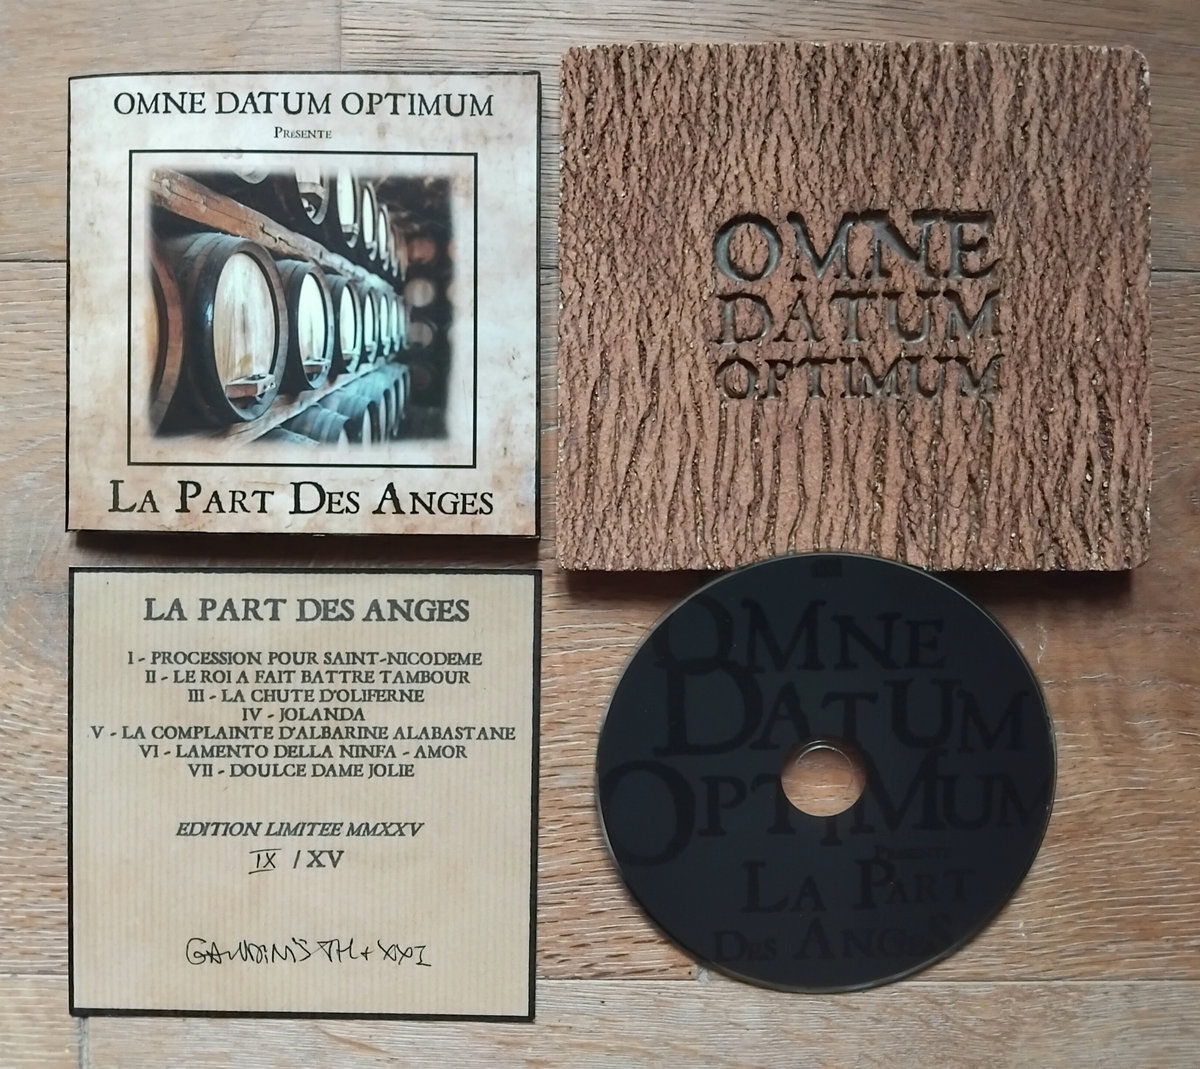 OMNE DATUM OPTIMUM
PRéSENTE
LA PART DES ANGES
OMNE
DATUM
OPTIMUM
LA PART DES ANGES
I - PROCESSION POUR SAINT-NICODEME
II - LE ROI A FAIT BATTRE TAMBOUR
III - LA CHUTE D'OLIFERNE
IV - JOLANDA
V - LA COMPLAINTE D'ALBARINE ALABASTANE
VI - LAMENTO DELLA NINFA - AMOR
VII - DOULCE DAME JOLIE
EDITION LIMITEE MMXXV
IX / XV
OMNE
DATUM
OPTIMUM
PRéSENTE
LA PART
DES ANGES